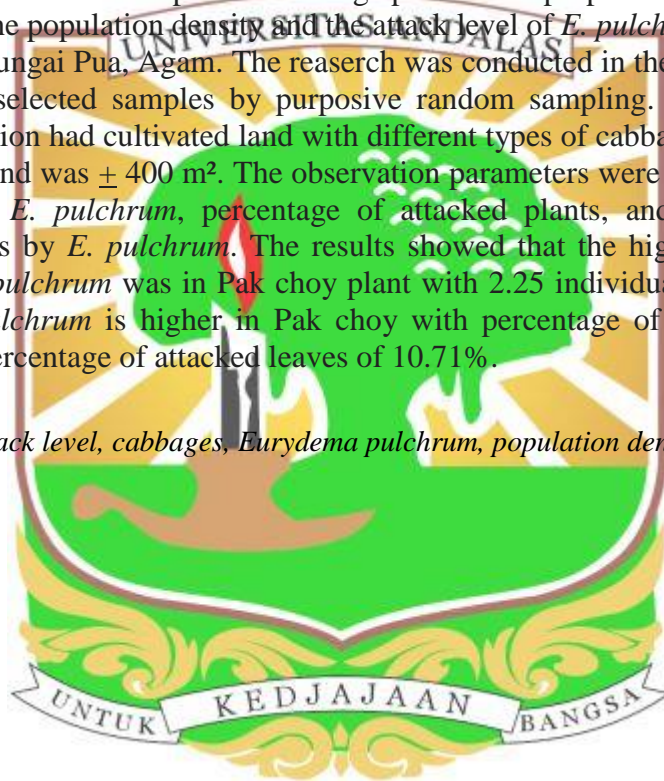 ne population density and the attack level of E. pulch
UNIVERSITAS ANDALAS
ungai Pua, Agam. The reaserch was conducted in the
selected samples by purposive random sampling.
ion had cultivated land with different types of cabba
nd was + 400 m².  The observation parameters were
E. pulchrum, percentage of attacked plants, and
s by E. pulchrum. The results showed that the hig
pulchrum was in Pak choy plant with 2.25 individua
lchrum is higher in Pak choy with percentage of
ercentage of attacked leaves of 10.71%.
ack level, cabbages, Eurydema pulchrum, population den
UNTUK KEDJAJAAN BANGSA